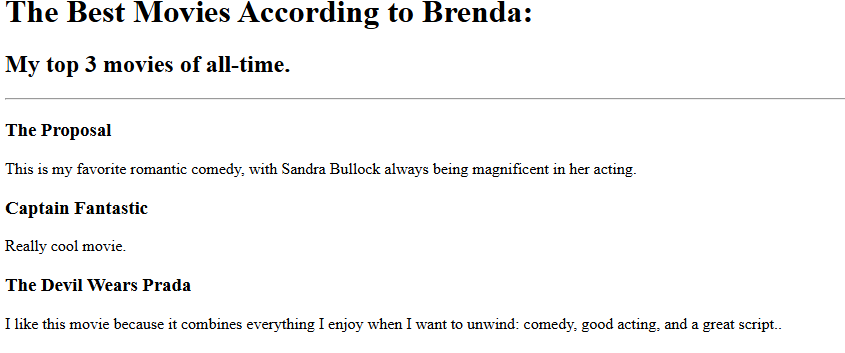 The Best Movies According to Brenda:
My top 3 movies of all-time.
The Proposal
This is my favorite romantic comedy, with Sandra Bullock always being magnificent in her acting.
Captain Fantastic
Really cool movie.
The Devil Wears Prada
I like this movie because it combines everything I enjoy when I want to unwind: comedy, good acting, and a great script..